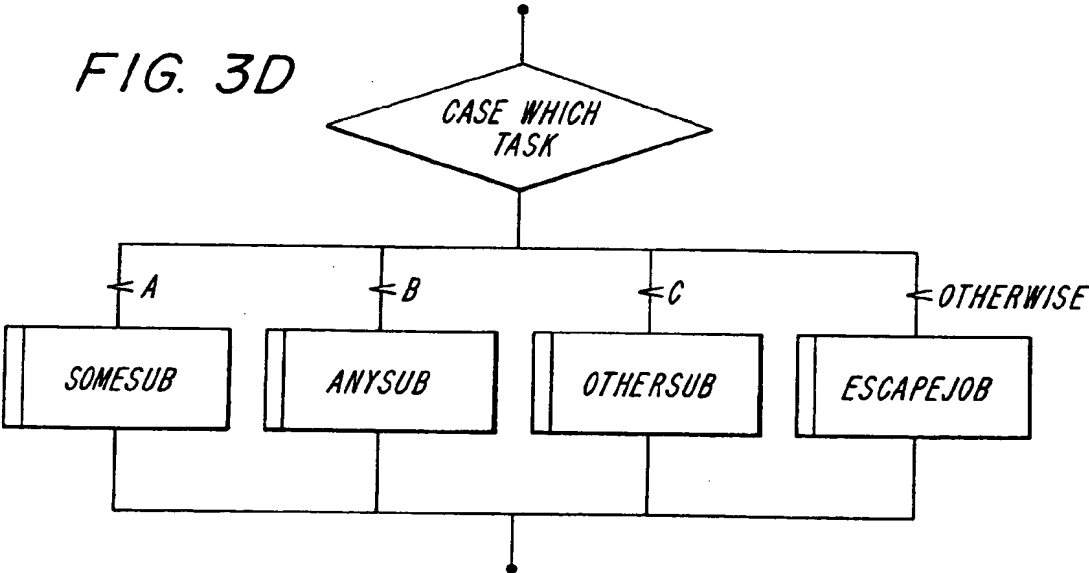 FIG. 3D
CASE WHICH
TASK
A
B
C
OTHERWISE
SOMESUB
ANYSUB
OTHERSUB
ESCAPEJOB